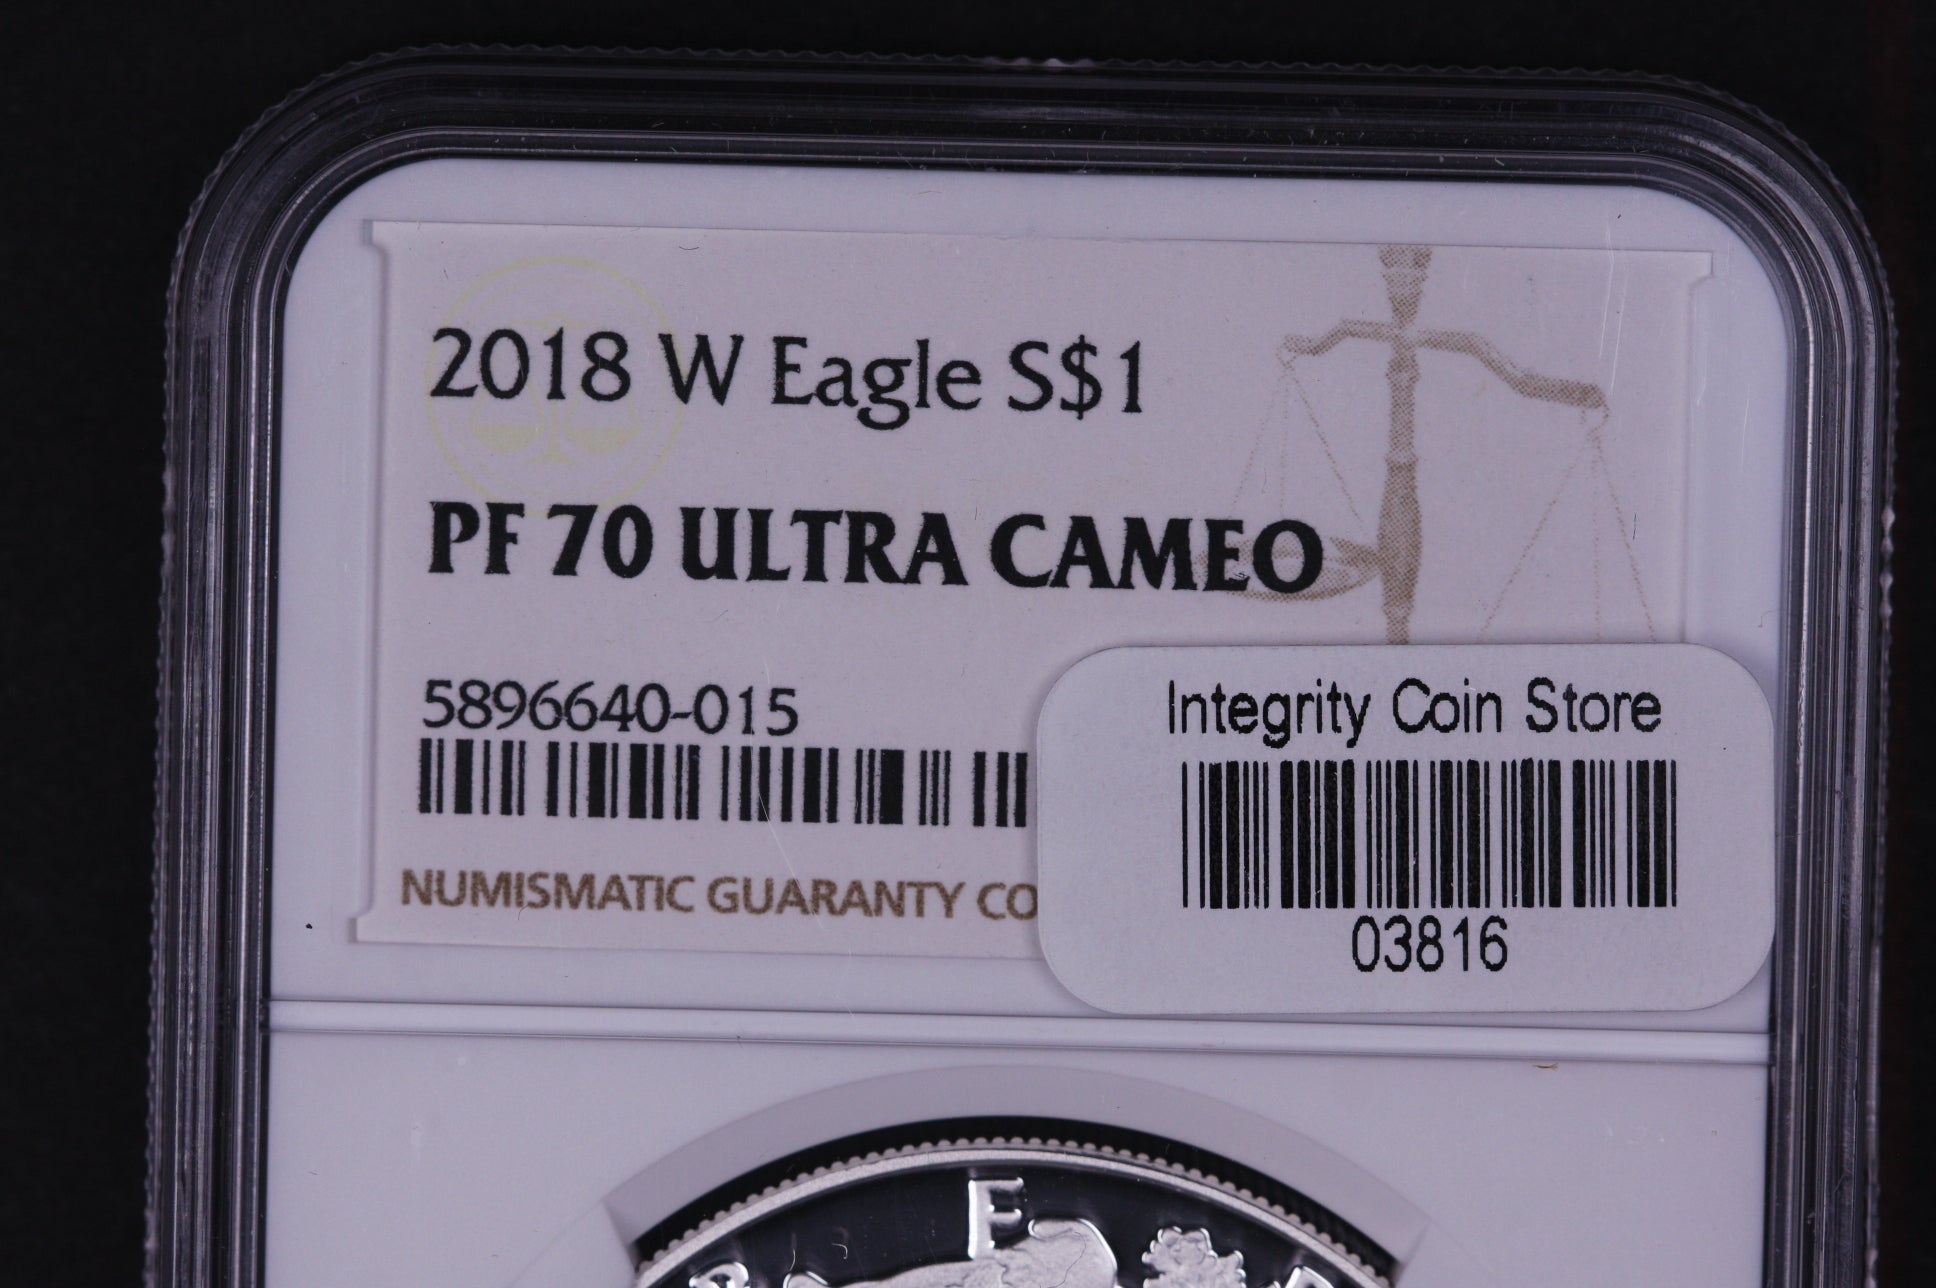 2018 W Eagle S$1
PF 70 ULTRA CAMEO
5896640-015
NUMISMATIC GUARANTY CO
Integrity Coin Store
03816
E